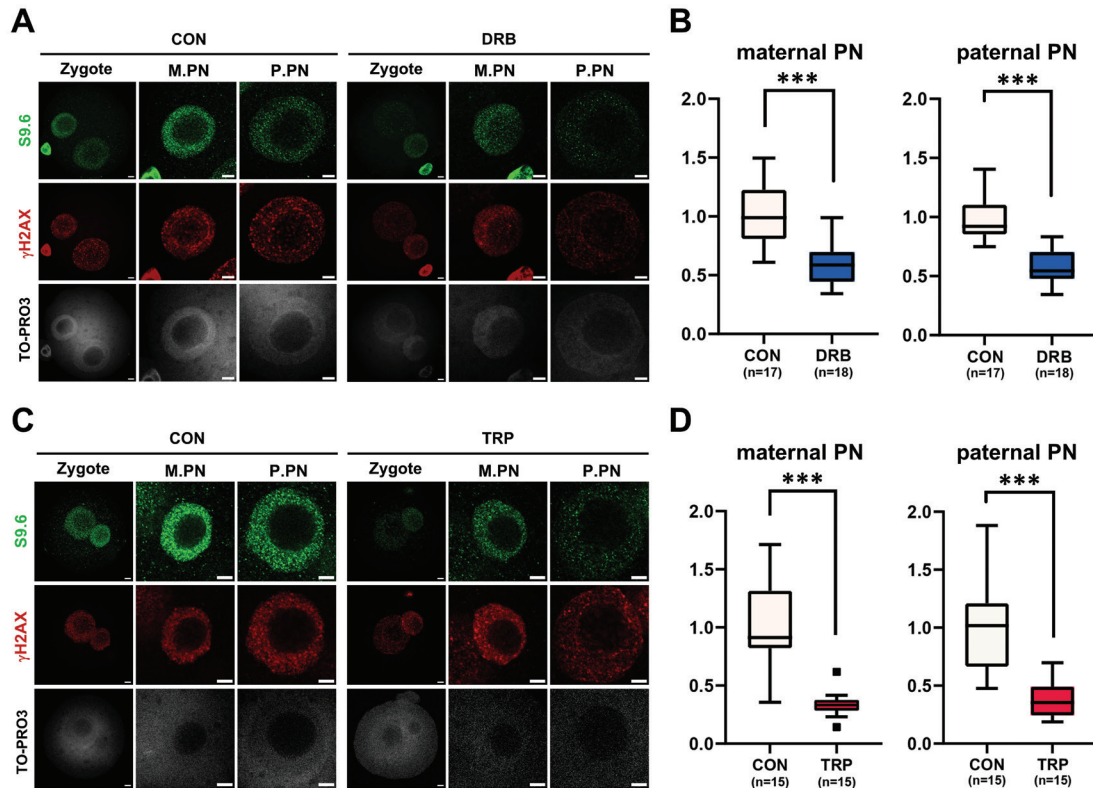 A
CON
DRB
Zygote
M.PN
P.PN
Zygote
M.PN
P.PN
S9.6
γH2AX
TO-PRO3
B
maternal PN
***
2.0
1.5
1.0
0.5
0.0
CON
(n=17)
DRB
(n=18)
paternal PN
***
2.0
1.5
1.0
0.5
0.0
CON
(n=17)
DRB
(n=18)
C
CON
TRP
Zygote
M.PN
P.PN
Zygote
M.PN
P.PN
S9.6
γH2AX
TO-PRO3
D
maternal PN
***
2.0
1.5
1.0
0.5
0.0
CON
(n=15)
TRP
(n=15)
paternal PN
***
2.0
1.5
1.0
0.5
0.0
CON
(n=15)
TRP
(n=15)